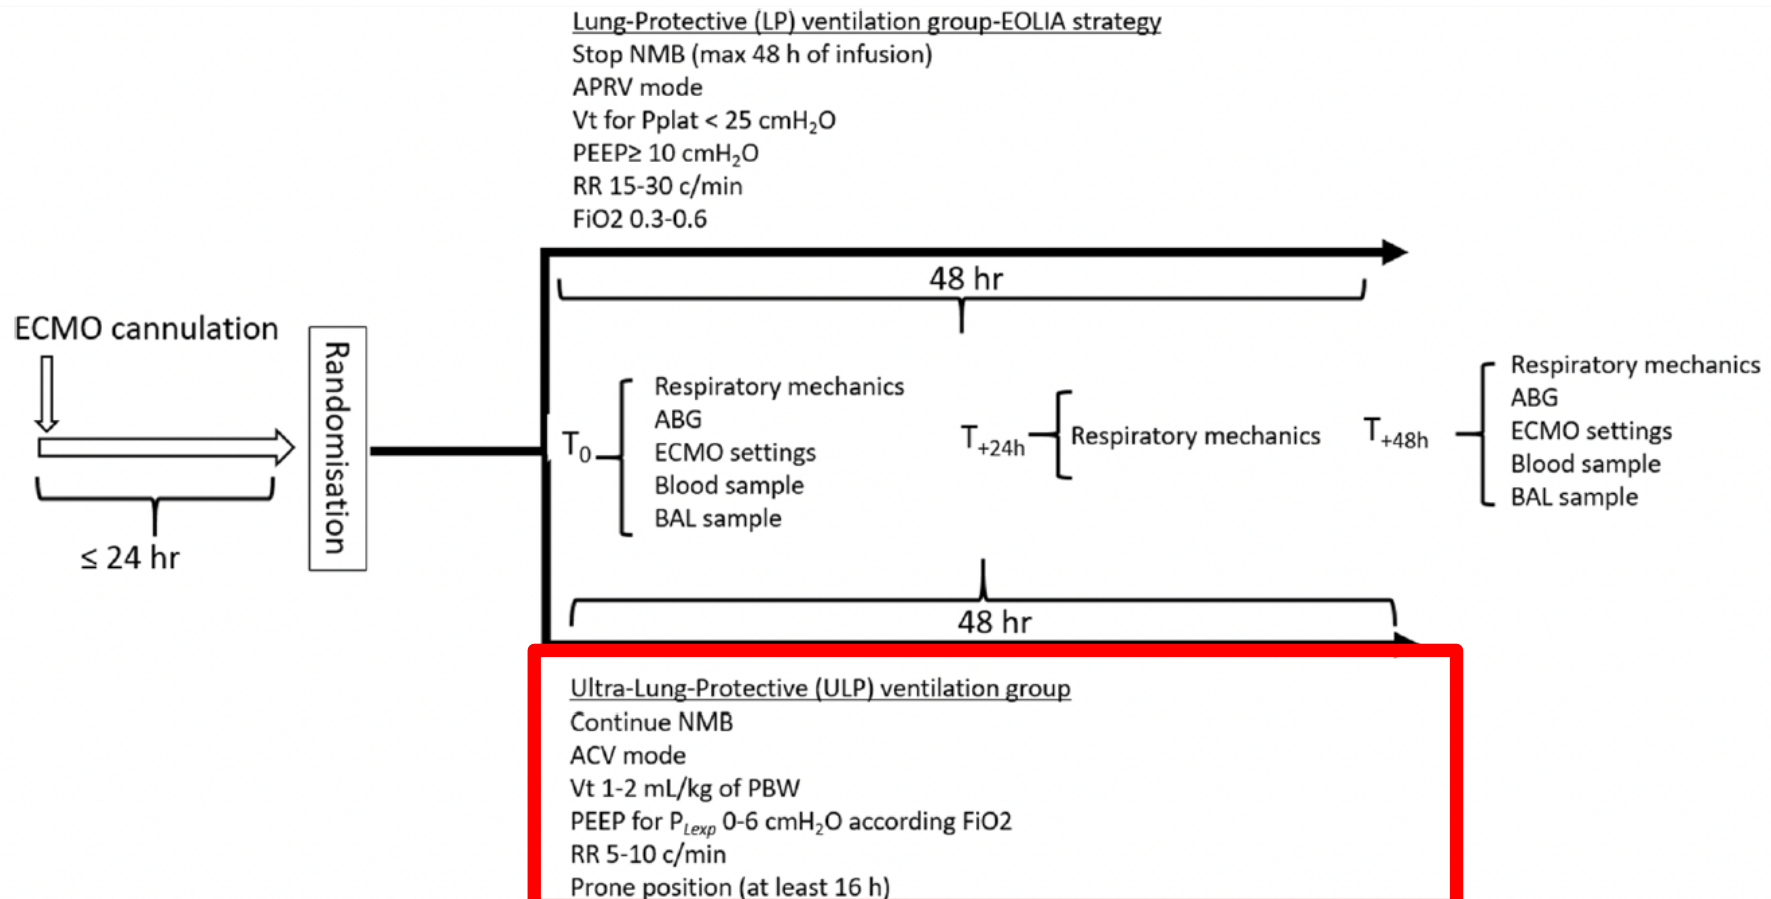 Lung-Protective (LP) ventilation group-EOLIA strategy
Stop NMB (max 48 h of infusion)
APRV mode
Vt for Pplat < 25 cmH₂O
PEEP≥ 10 cmH₂O
RR 15-30 c/min
FiO2 0.3-0.6
48 hr
ECMO cannulation
≤ 24 hr
Randomisation
T₀
Respiratory mechanics
ABG
ECMO settings
Blood sample
BAL sample
T₊₂₄ₕ
Respiratory mechanics
T₊₄₈ₕ
Respiratory mechanics
ABG
ECMO settings
Blood sample
BAL sample
48 hr
Ultra-Lung-Protective (ULP) ventilation group
Continue NMB
ACV mode
Vt 1-2 mL/kg of PBW
PEEP for P_Lexp 0-6 cmH₂O according FiO2
RR 5-10 c/min
Prone position (at least 16 h)